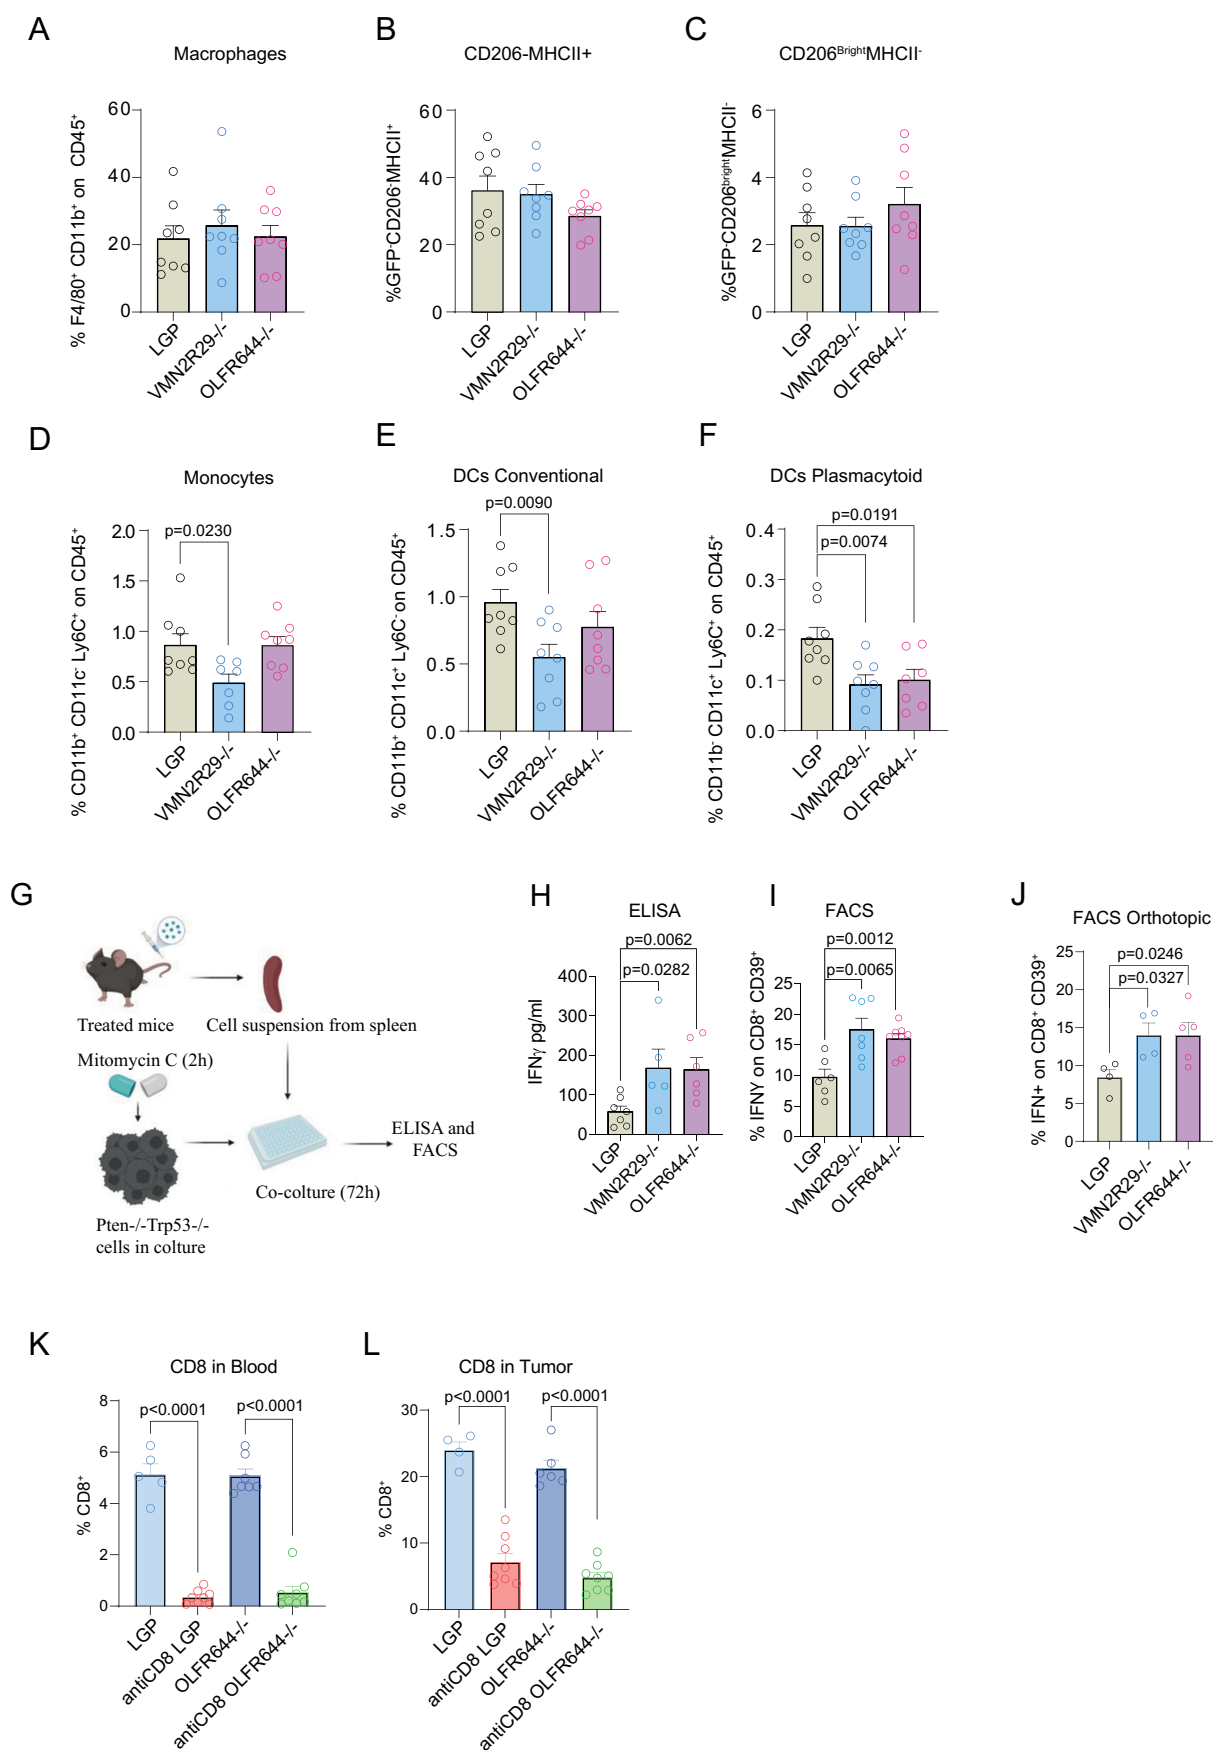 A
Macrophages
% F4/80⁺ CD11b⁺ on CD45⁺
60
40
20
0
LGP
VMN2R29-/-
OLFR644-/-
B
CD206-MHCII+
%GFP⁻CD206⁻MHCII⁺
60
40
20
0
LGP
VMN2R29-/-
OLFR644-/-
C
CD206ᴮʳⁱᵍʰᵗMHCII⁻
%GFP⁻CD206ᵇʳⁱᵍʰᵗMHCII⁻
6
4
2
0
LGP
VMN2R29-/-
OLFR644-/-
D
Monocytes
% CD11b⁺ CD11c⁻ Ly6C⁺ on CD45⁺
p=0.0230
2.0
1.5
1.0
0.5
0.0
LGP
VMN2R29-/-
OLFR644-/-
E
DCs Conventional
% CD11b⁺ CD11c⁺ Ly6C⁻ on CD45⁺
p=0.0090
1.5
1.0
0.5
0.0
LGP
VMN2R29-/-
OLFR644-/-
F
DCs Plasmacytoid
% CD11b⁻ CD11c⁺ Ly6C⁺ on CD45⁺
p=0.0191
p=0.0074
0.4
0.3
0.2
0.1
0.0
LGP
VMN2R29-/-
OLFR644-/-
G
Treated mice
Cell suspension from spleen
Mitomycin C (2h)
ELISA and
FACS
Co-colture (72h)
Pten-/-Trp53-/-
cells in colture
H
ELISA
IFNγ pg/ml
p=0.0062
p=0.0282
400
300
200
100
0
LGP
VMN2R29-/-
OLFR644-/-
I
FACS
% IFNY on CD8⁺ CD39⁺
p=0.0012
p=0.0065
25
20
15
10
5
0
LGP
VMN2R29-/-
OLFR644-/-
J
FACS Orthotopic
% IFN+ on CD8⁺ CD39⁺
p=0.0246
p=0.0327
25
20
15
10
5
0
LGP
VMN2R29-/-
OLFR644-/-
K
CD8 in Blood
% CD8⁺
p<0.0001
p<0.0001
8
6
4
2
0
LGP
antiCD8 LGP
OLFR644-/-
antiCD8 OLFR644-/-
L
CD8 in Tumor
% CD8⁺
p<0.0001
p<0.0001
30
20
10
0
LGP
antiCD8 LGP
OLFR644-/-
antiCD8 OLFR644-/-